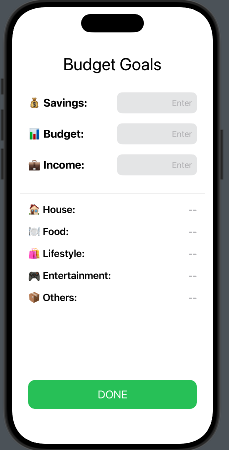 Budget Goals
💰 Savings: Enter
📊 Budget: Enter
💼 Income: Enter
🏠 House: --
🍽️ Food: --
🛍️ Lifestyle: --
🎮 Entertainment: --
📦 Others: --
DONE